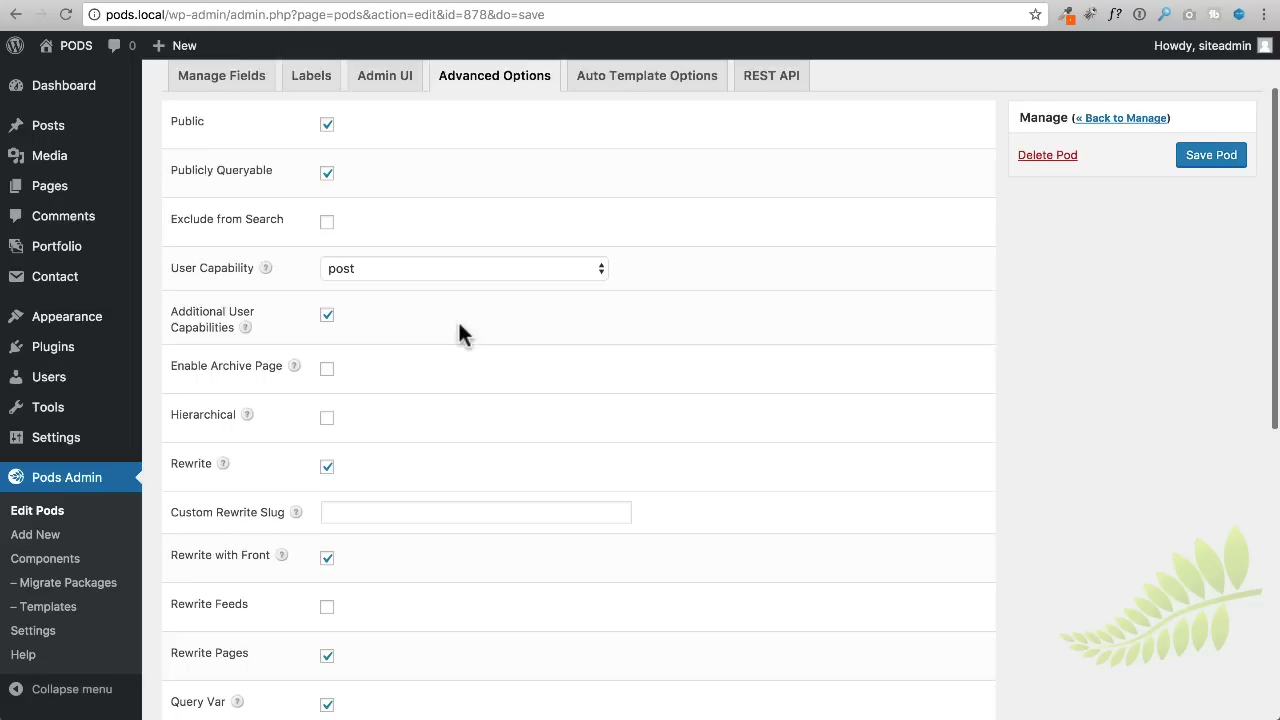 pods.local/wp-admin/admin.php?page=pods&action=edit&id=878&do=save
PODS
0
New
Howdy, siteadmin
Dashboard
Posts
Media
Pages
Comments
Portfolio
Contact
Appearance
Plugins
Users
Tools
Settings
Pods Admin
Edit Pods
Add New
Components
– Migrate Packages
– Templates
Settings
Help
Collapse menu
Manage Fields
Labels
Admin UI
Advanced Options
Auto Template Options
REST API
Public
Publicly Queryable
Exclude from Search
User Capability ?
post
Additional User
Capabilities ?
Enable Archive Page ?
Hierarchical ?
Rewrite ?
Custom Rewrite Slug ?
Rewrite with Front ?
Rewrite Feeds
Rewrite Pages
Query Var ?
Manage (« Back to Manage)
Delete Pod
Save Pod